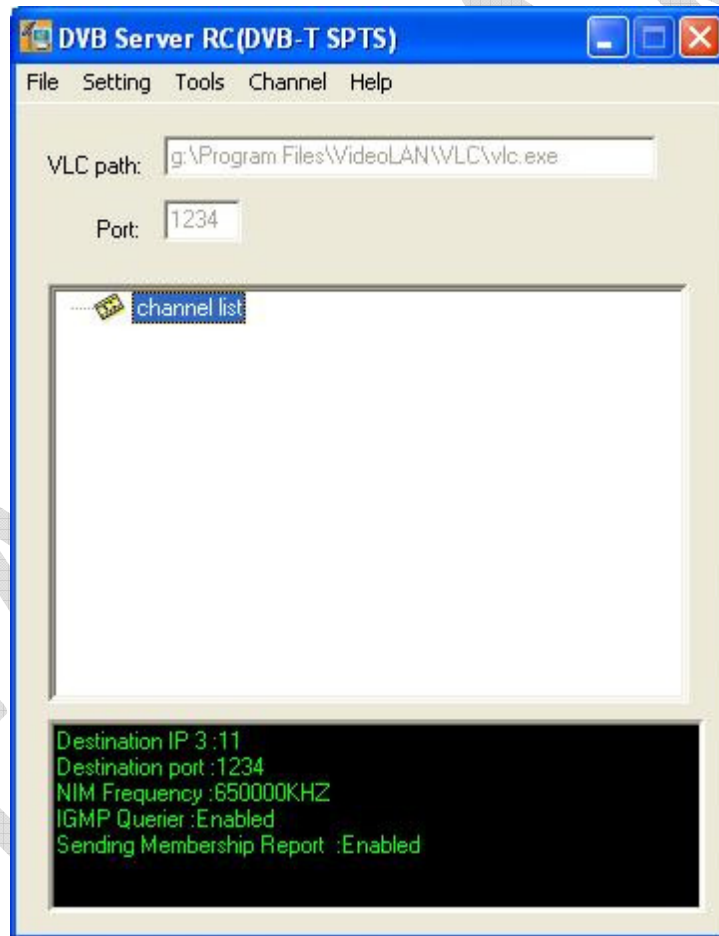 DVB Server RC(DVB-T SPTS)
File Setting Tools Channel Help
VLC path: g:\Program Files\VideoLAN\VLC\vlc.exe
Port: 1234
channel list
Destination IP 3 :11
Destination port :1234
NIM Frequency :650000KHZ
IGMP Querier :Enabled
Sending Membership Report :Enabled